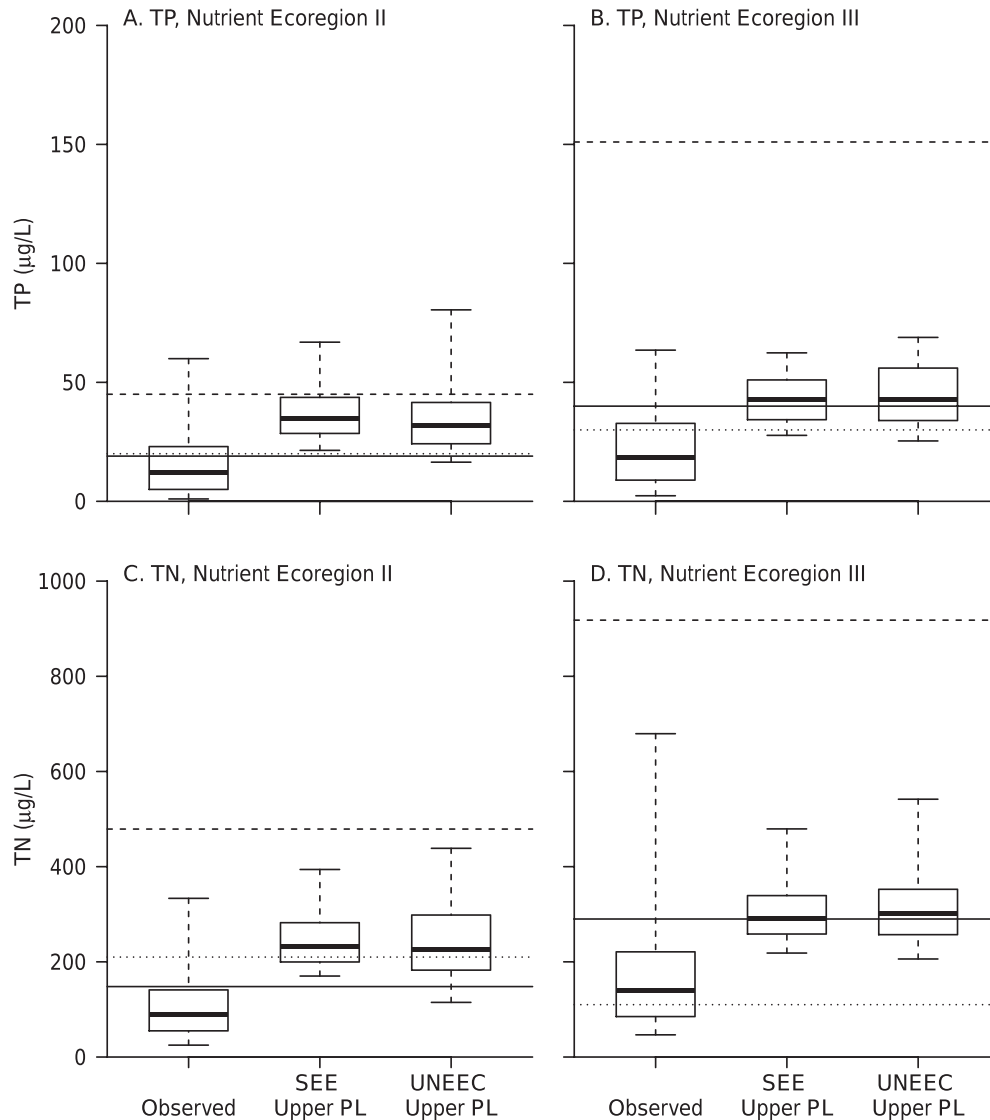 A. TP, Nutrient Ecoregion II
B. TP, Nutrient Ecoregion III
200
150
100
50
0
TP (µg/L)
C. TN, Nutrient Ecoregion II
D. TN, Nutrient Ecoregion III
1000
800
600
400
200
0
TN (µg/L)
Observed
SEE
Upper PL
UNEEC
Upper PL
Observed
SEE
Upper PL
UNEEC
Upper PL